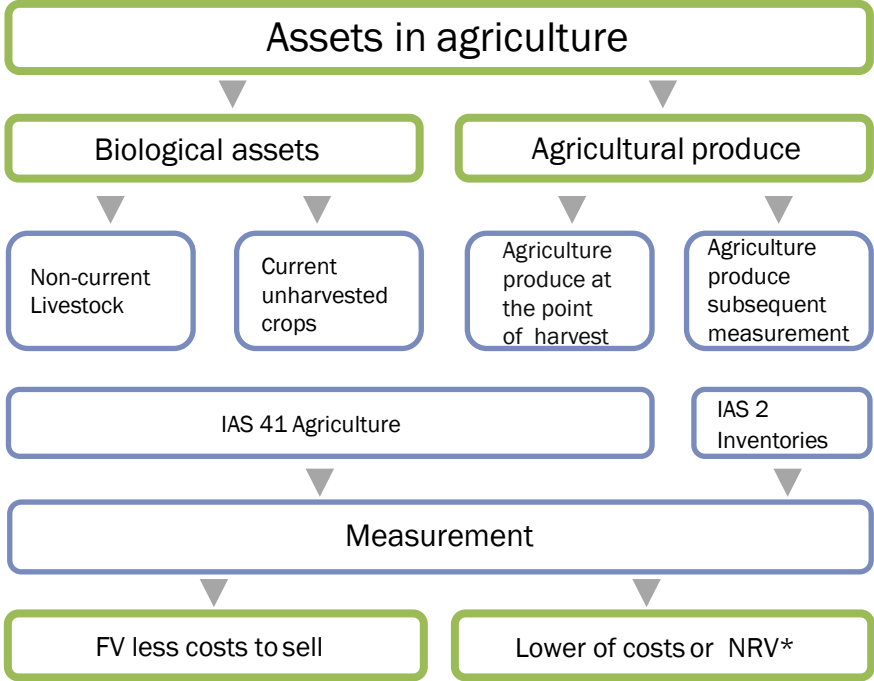 Assets in agriculture
Biological assets
Agricultural produce
Non-current
Livestock
Current
unharvested
crops
Agriculture
produce at
the point
of harvest
Agriculture
produce
subsequent
measurement
IAS 41 Agriculture
IAS 2
Inventories
Measurement
FV less costs to sell
Lower of costs or NRV*